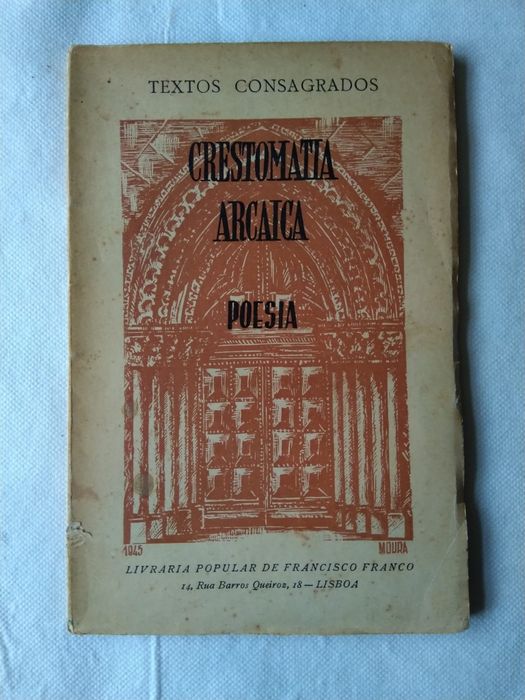 TEXTOS CONSAGRADOS
CRESTOMATIA
ARCAICA
POESIA
1945 MOURA
LIVRARIA POPULAR DE FRANCISCO FRANCO
14, Rua Barros Queiroz, 18 — LISBOA